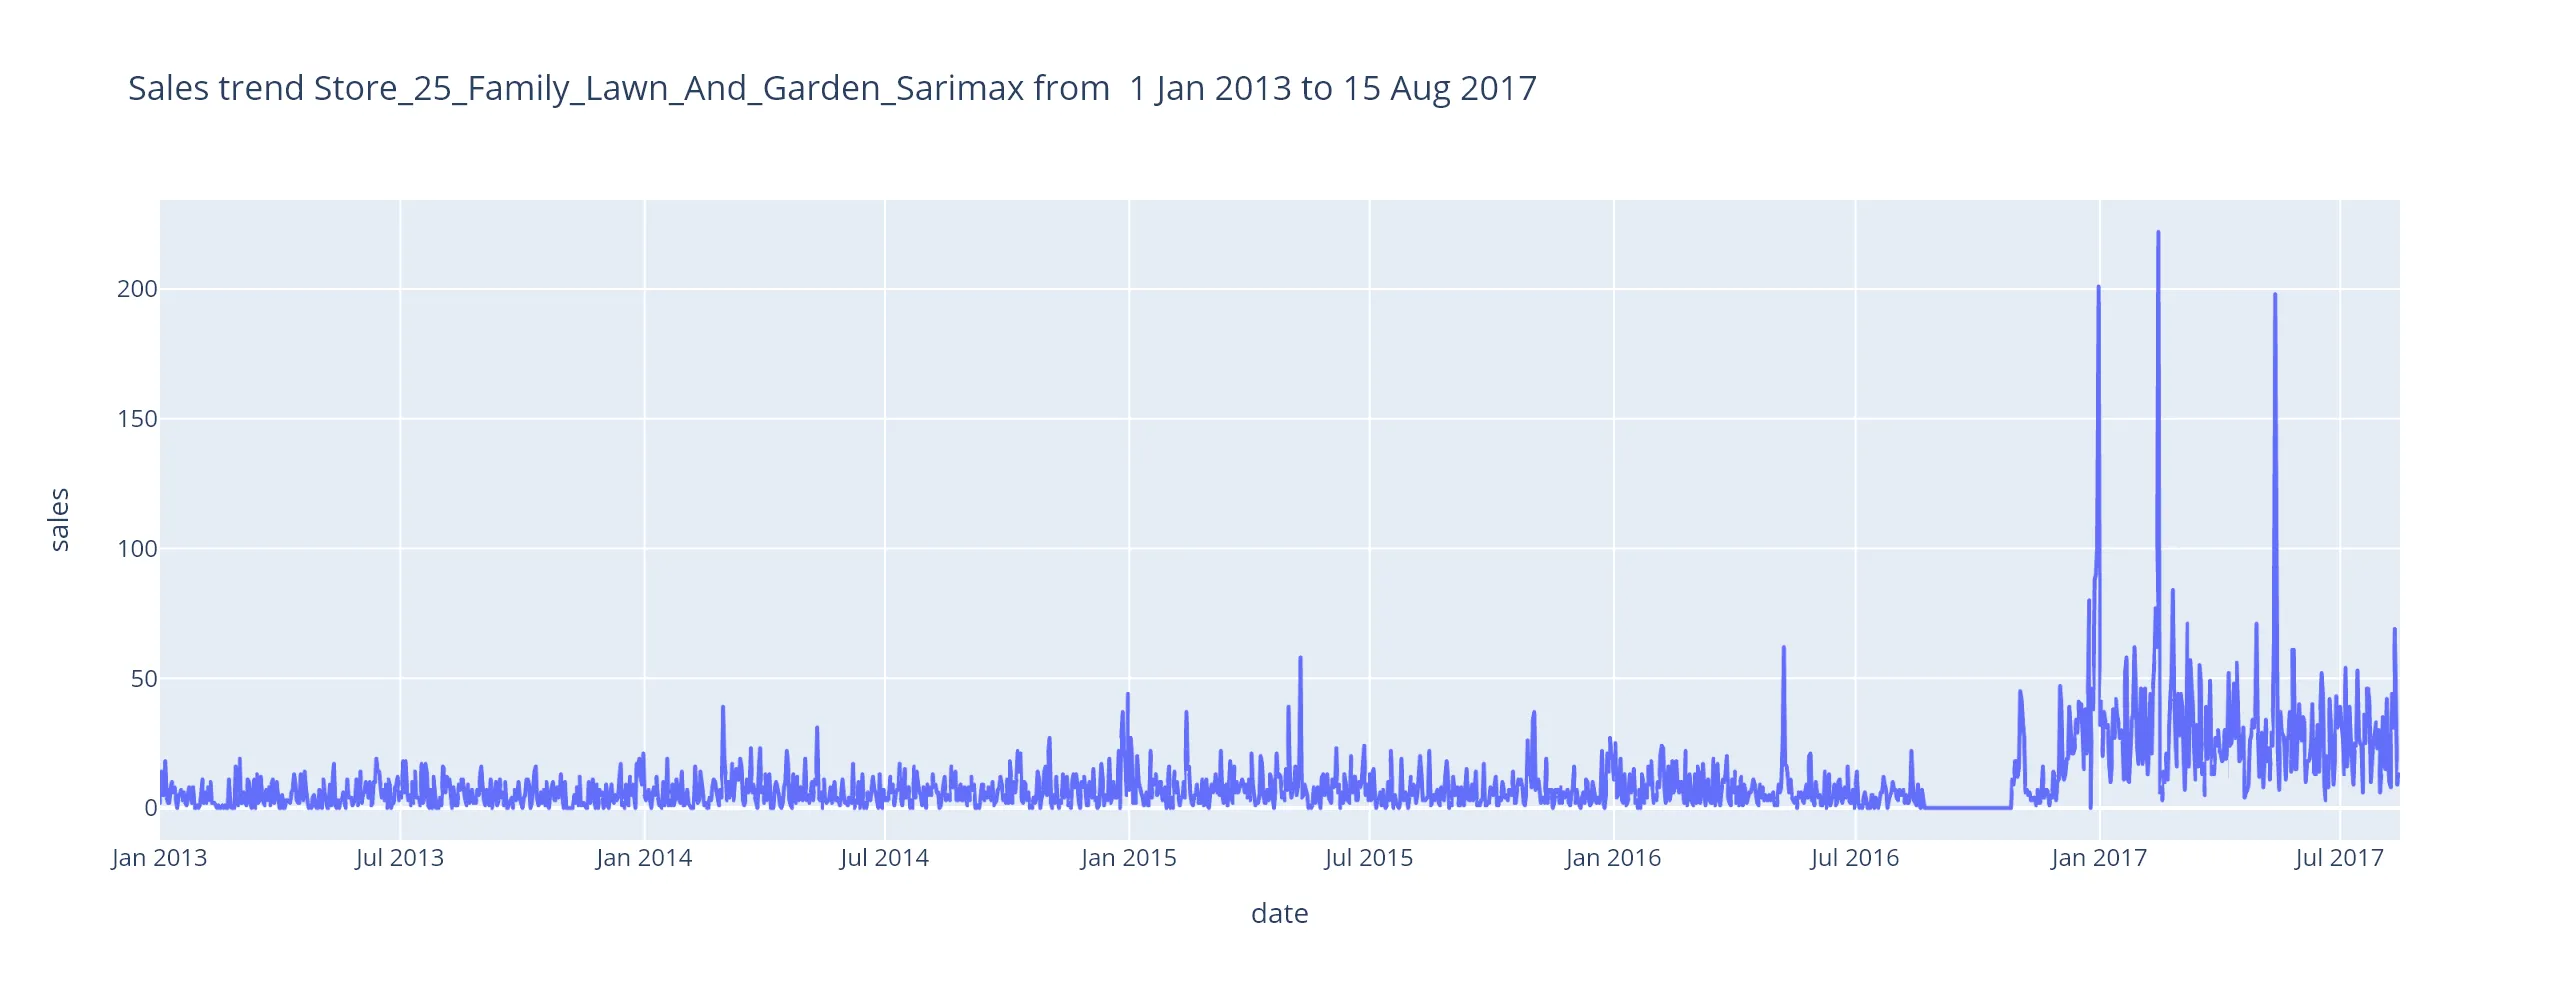 Sales trend Store_25_Family_Lawn_And_Garden_Sarimax from  1 Jan 2013 to 15 Aug 2017
200
150
100
50
0
sales
Jan 2013 Jul 2013 Jan 2014 Jul 2014 Jan 2015 Jul 2015 Jan 2016 Jul 2016 Jan 2017 Jul 2017
date